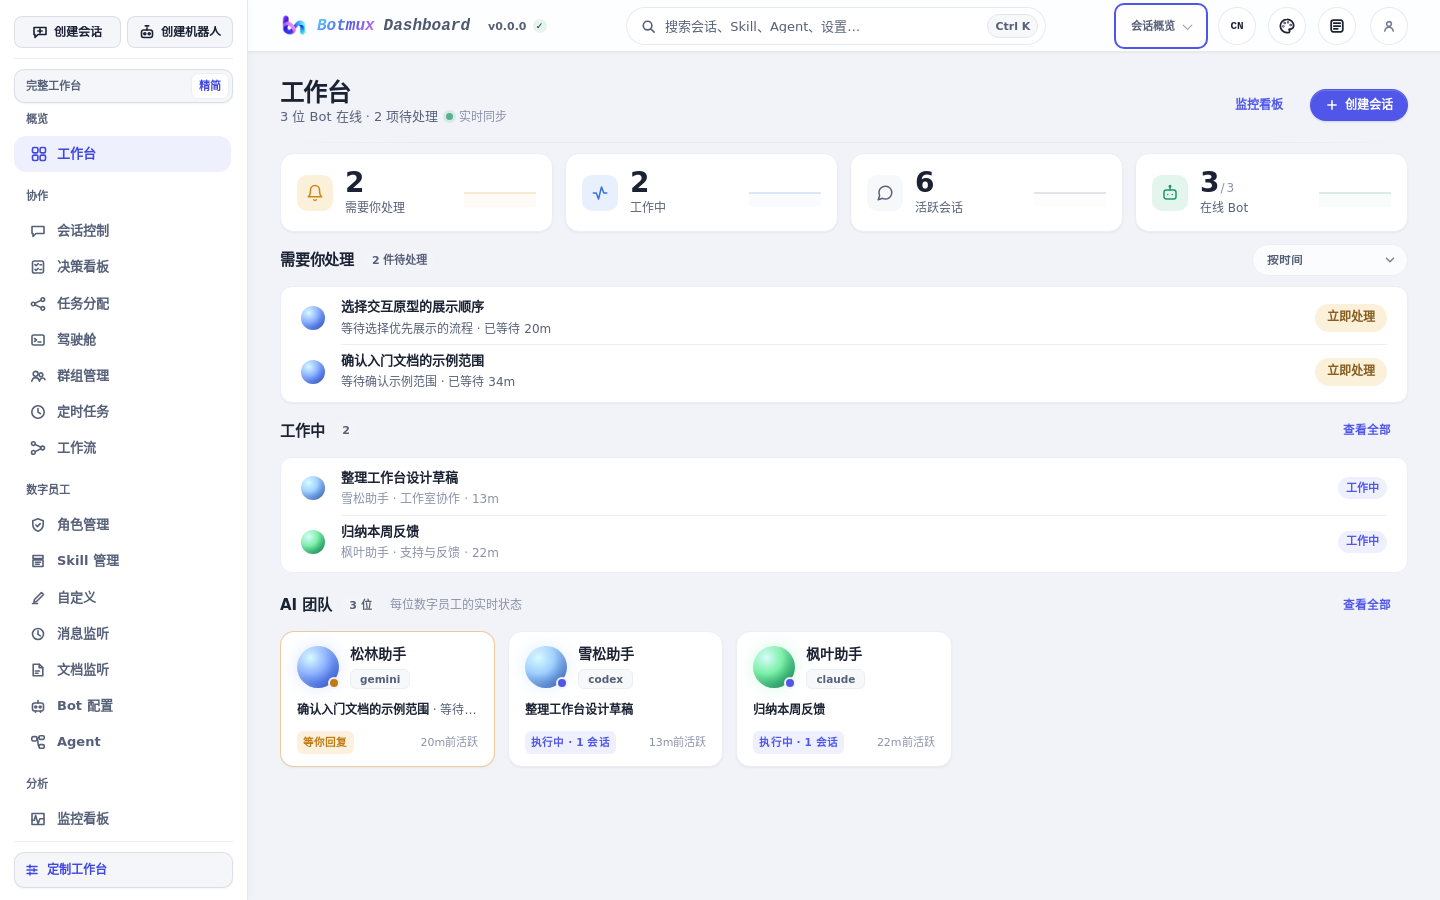 创建会话
创建机器人
完整工作台
精简
概览
工作台
协作
会话控制
决策看板
任务分配
驾驶舱
群组管理
定时任务
工作流
数字员工
角色管理
Skill 管理
自定义
消息监听
文档监听
Bot 配置
Agent
分析
监控看板
定制工作台
Botmux Dashboard
v0.0.0 ✓
搜索会话、Skill、Agent、设置…
Ctrl K
会话概览
CN
工作台
3 位 Bot 在线 · 2 项待处理
实时同步
监控看板
创建会话
2
需要你处理
2
工作中
6
活跃会话
3/3
在线 Bot
需要你处理
2 件待处理
按时间
选择交互原型的展示顺序
等待选择优先展示的流程 · 已等待 20m
立即处理
确认入门文档的示例范围
等待确认示例范围 · 已等待 34m
立即处理
工作中
2
查看全部
整理工作台设计草稿
雪松助手 · 工作室协作 · 13m
工作中
归纳本周反馈
枫叶助手 · 支持与反馈 · 22m
工作中
AI 团队
3 位
每位数字员工的实时状态
查看全部
松林助手
gemini
确认入门文档的示例范围 · 等待…
等你回复
20m前活跃
雪松助手
codex
整理工作台设计草稿
执行中 · 1 会话
13m前活跃
枫叶助手
claude
归纳本周反馈
执行中 · 1 会话
22m前活跃